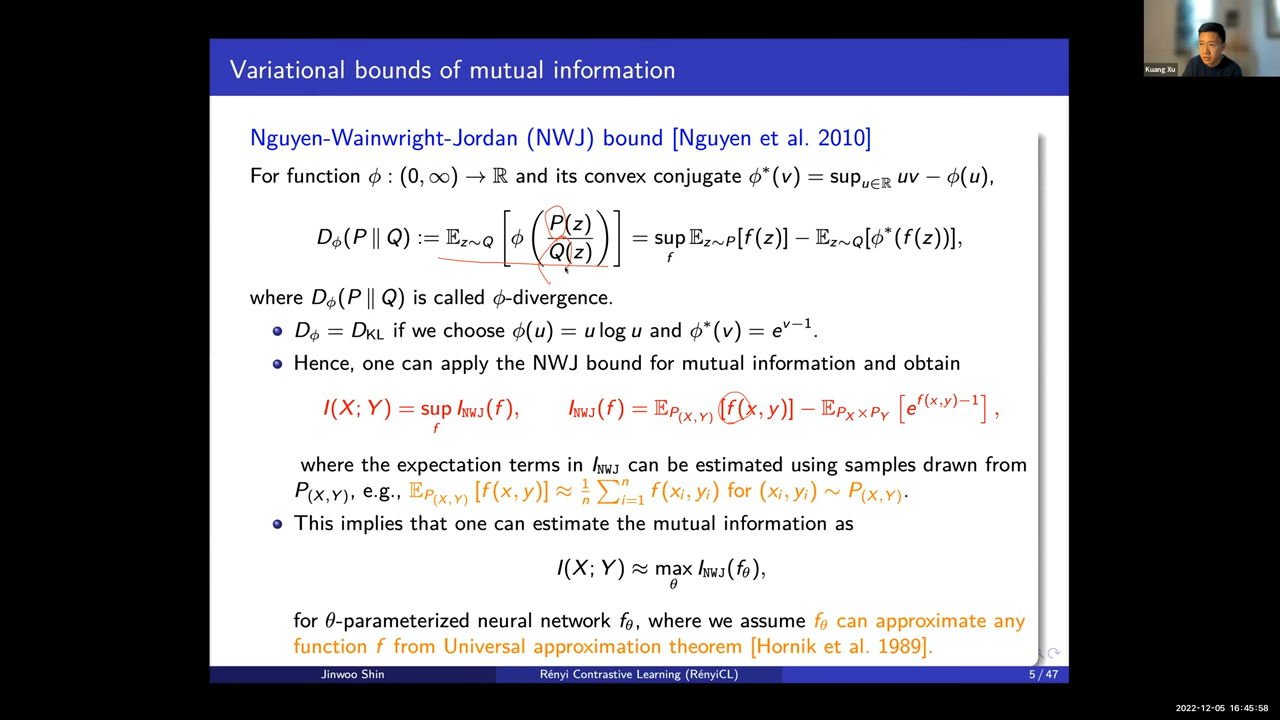 Kuang Xu
Variational bounds of mutual information
Nguyen-Wainwright-Jordan (NWJ) bound [Nguyen et al. 2010]
For function ϕ : (0, ∞) → ℝ and its convex conjugate ϕ*(v) = sup_{u∈ℝ} uv − ϕ(u),
D_ϕ(P ∥ Q) := 𝔼_{z∼Q} [ϕ (P(z)/Q(z))] = sup_f 𝔼_{z∼P}[f(z)] − 𝔼_{z∼Q}[ϕ*(f(z))],
where D_ϕ(P ∥ Q) is called ϕ-divergence.
• D_ϕ = D_KL if we choose ϕ(u) = u log u and ϕ*(v) = e^{v−1}.
• Hence, one can apply the NWJ bound for mutual information and obtain
I(X; Y) = sup_f I_NWJ(f), I_NWJ(f) = 𝔼_{P_(X,Y)} [f(x, y)] − 𝔼_{P_X×P_Y} [e^{f(x,y)−1}],
where the expectation terms in I_NWJ can be estimated using samples drawn from
P_(X,Y), e.g., 𝔼_{P_(X,Y)} [f(x, y)] ≈ 1/n ∑_{i=1}^n f(x_i, y_i) for (x_i, y_i) ∼ P_(X,Y).
• This implies that one can estimate the mutual information as
I(X; Y) ≈ max_θ I_NWJ(f_θ),
for θ-parameterized neural network f_θ, where we assume f_θ can approximate any
function f from Universal approximation theorem [Hornik et al. 1989].
Jinwoo Shin Rényi Contrastive Learning (RényiCL) 5 / 47
2022-12-05 16:45:58